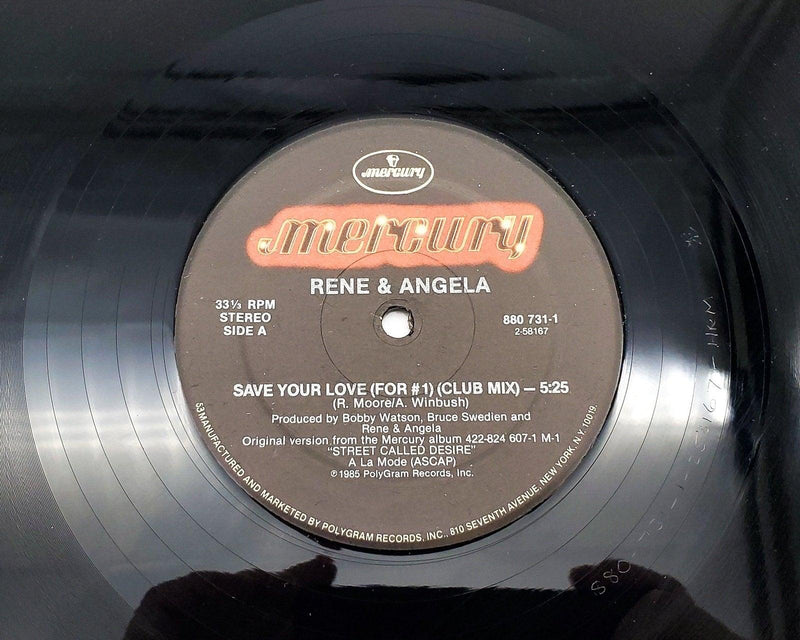 mercury
mercury
RENE & ANGELA
33⅓ RPM
STEREO
SIDE A
880 731-1
2-58167
SAVE YOUR LOVE (FOR #1) (CLUB MIX) — 5:25
(R. Moore/A. Winbush)
Produced by Bobby Watson, Bruce Swedien and
Rene & Angela
Original version from the Mercury album 422-824 607-1 M-1
"STREET CALLED DESIRE"
A La Mode (ASCAP)
℗ 1985 PolyGram Records, Inc.
53 MANUFACTURED AND MARKETED BY POLYGRAM RECORDS, INC., 810 SEVENTH AVENUE, NEW YORK, N.Y. 10019.